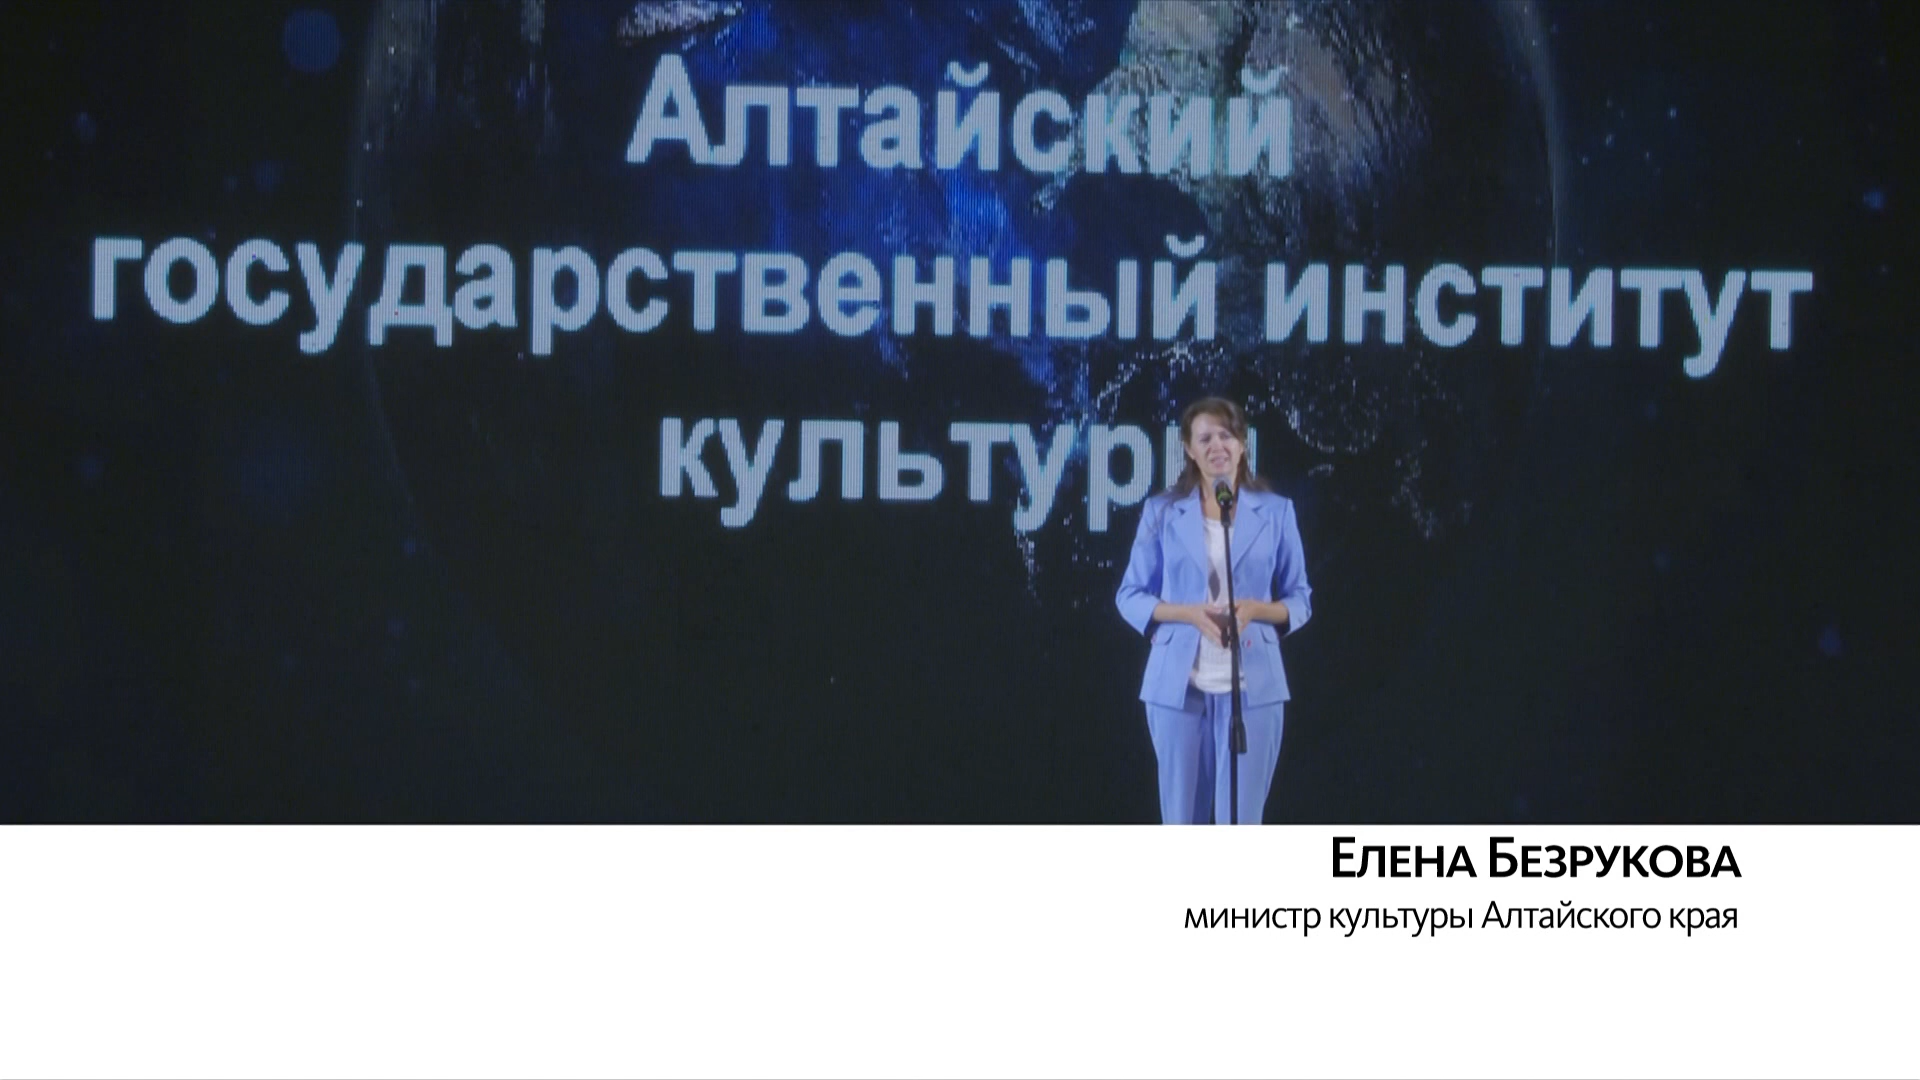 Алтайский
государственный институт
культуры
Елена Безрукова
министр культуры Алтайского края